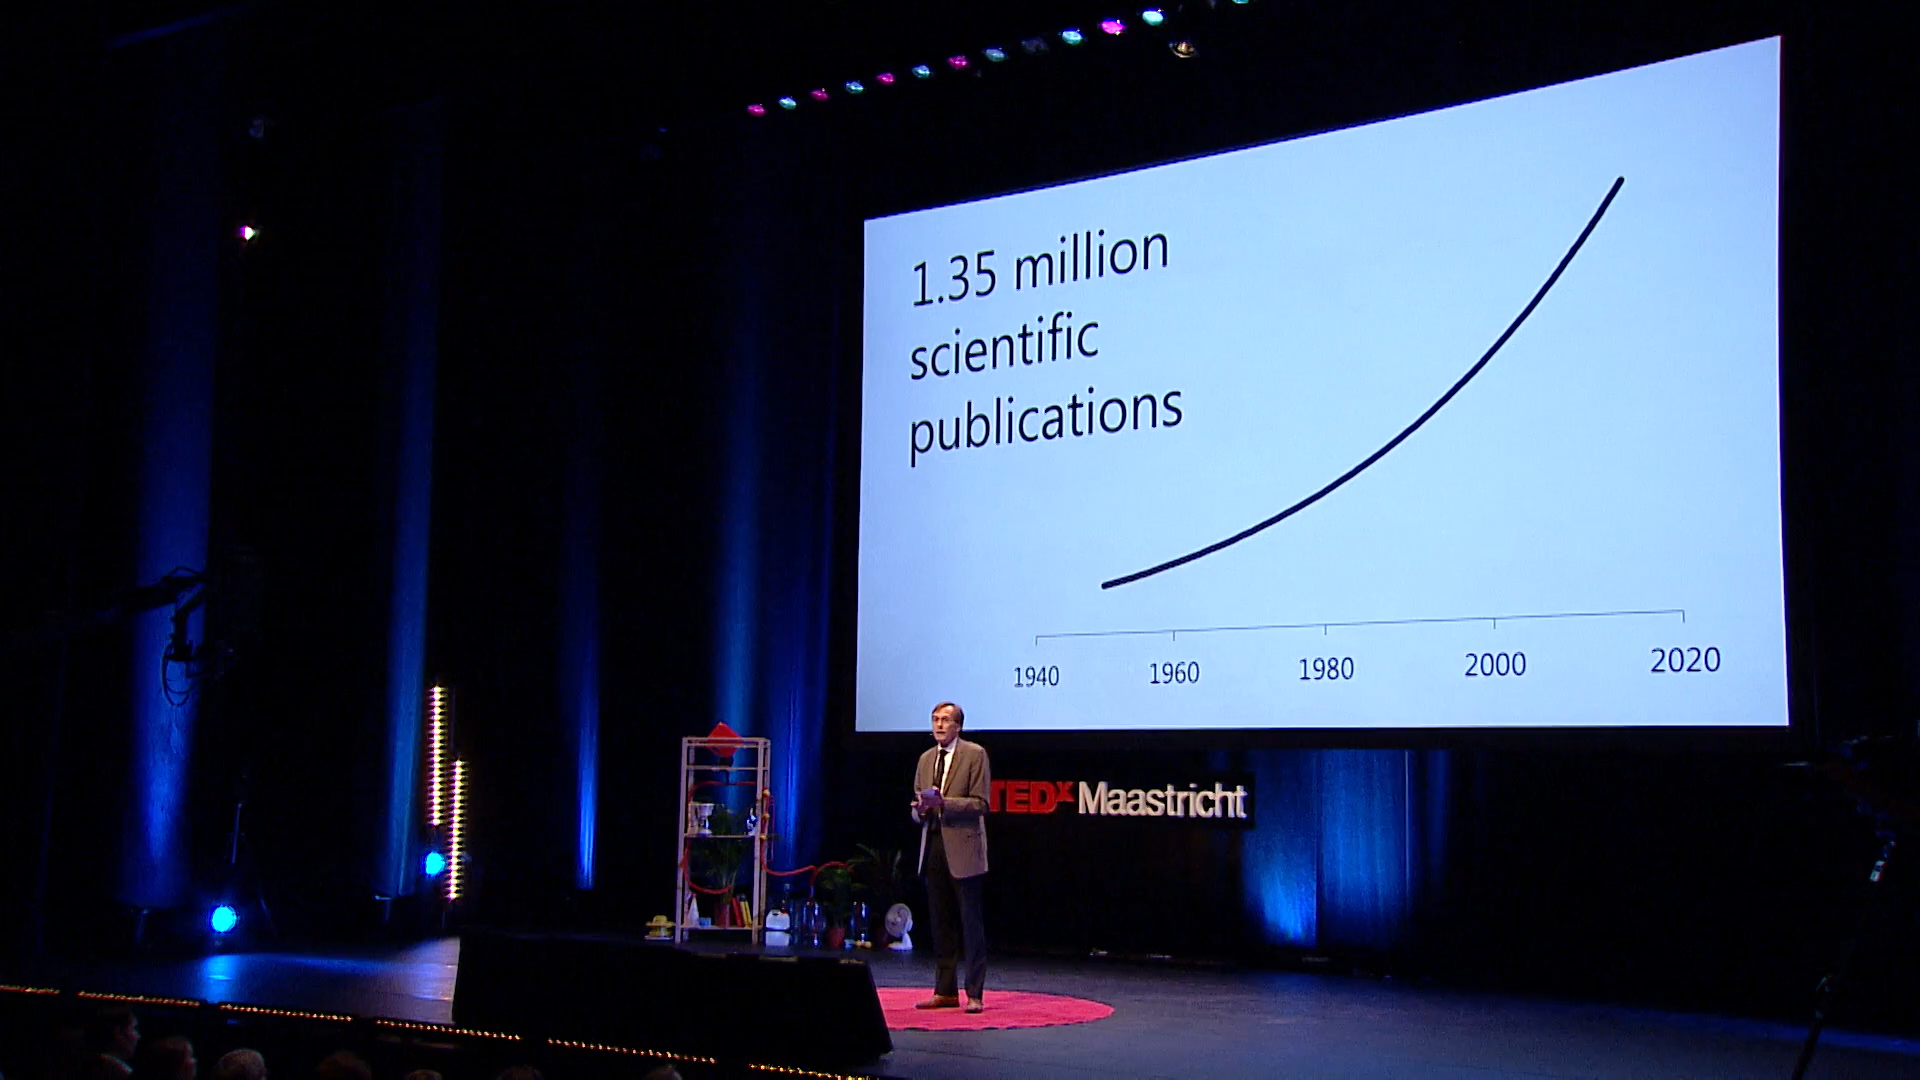 1.35 million
scientific
publications
1940 1960 1980 2000 2020
TEDx Maastricht